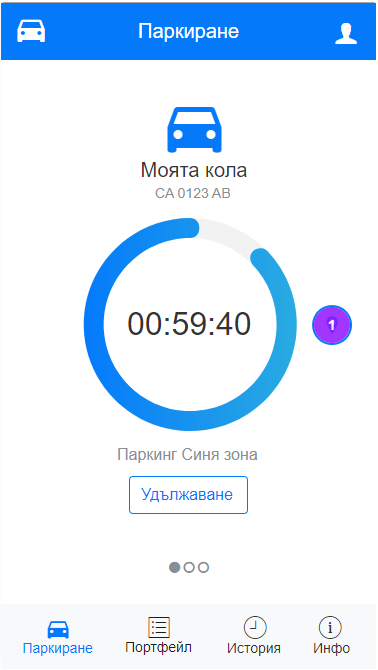 Паркиране
Моята кола
CA 0123 AB
00:59:40
1
Паркинг Синя зона
Удължаване
Паркиране
Портфейл
История
Инфо